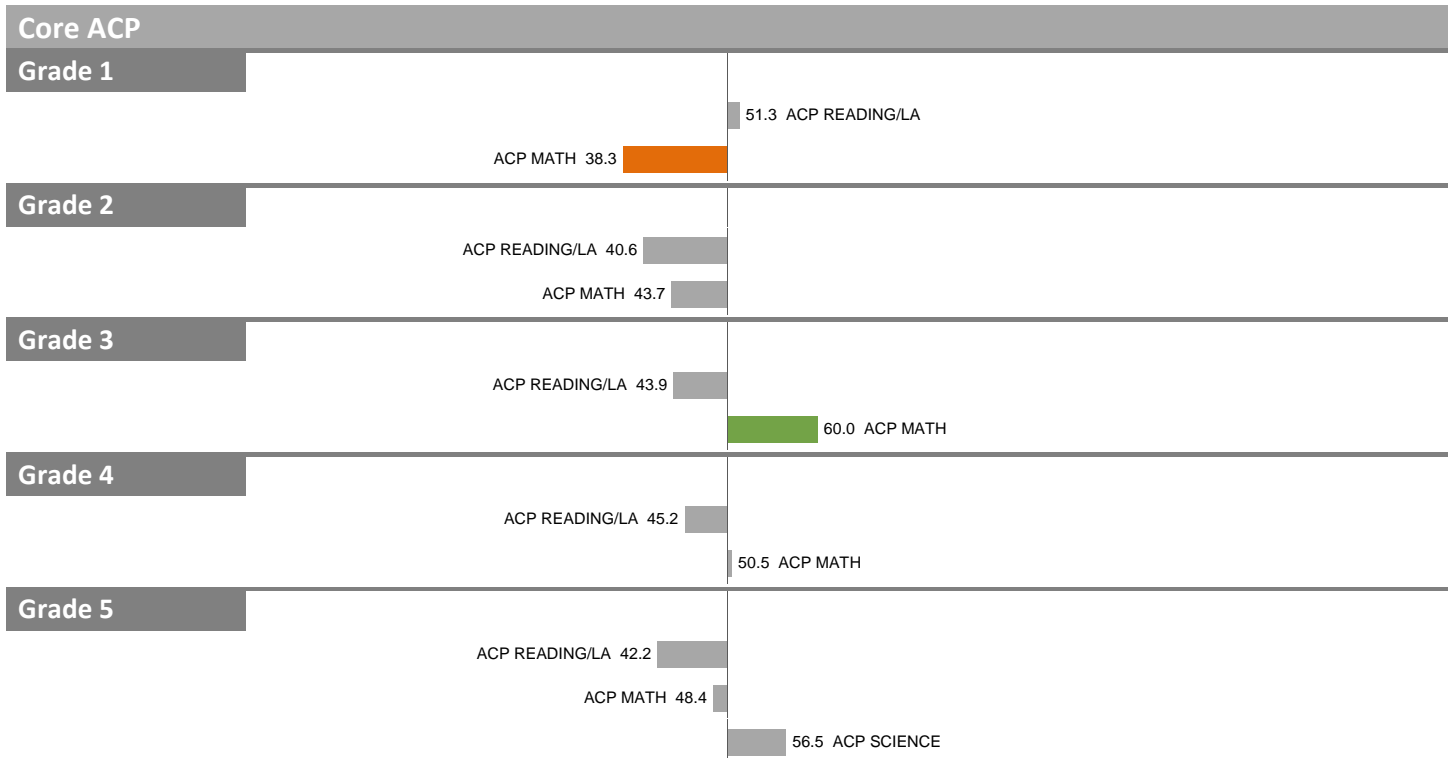 Core ACP
Grade 1
51.3 ACP READING/LA
ACP MATH 38.3
Grade 2
ACP READING/LA 40.6
ACP MATH 43.7
Grade 3
ACP READING/LA 43.9
60.0 ACP MATH
Grade 4
ACP READING/LA 45.2
50.5 ACP MATH
Grade 5
ACP READING/LA 42.2
ACP MATH 48.4
56.5 ACP SCIENCE